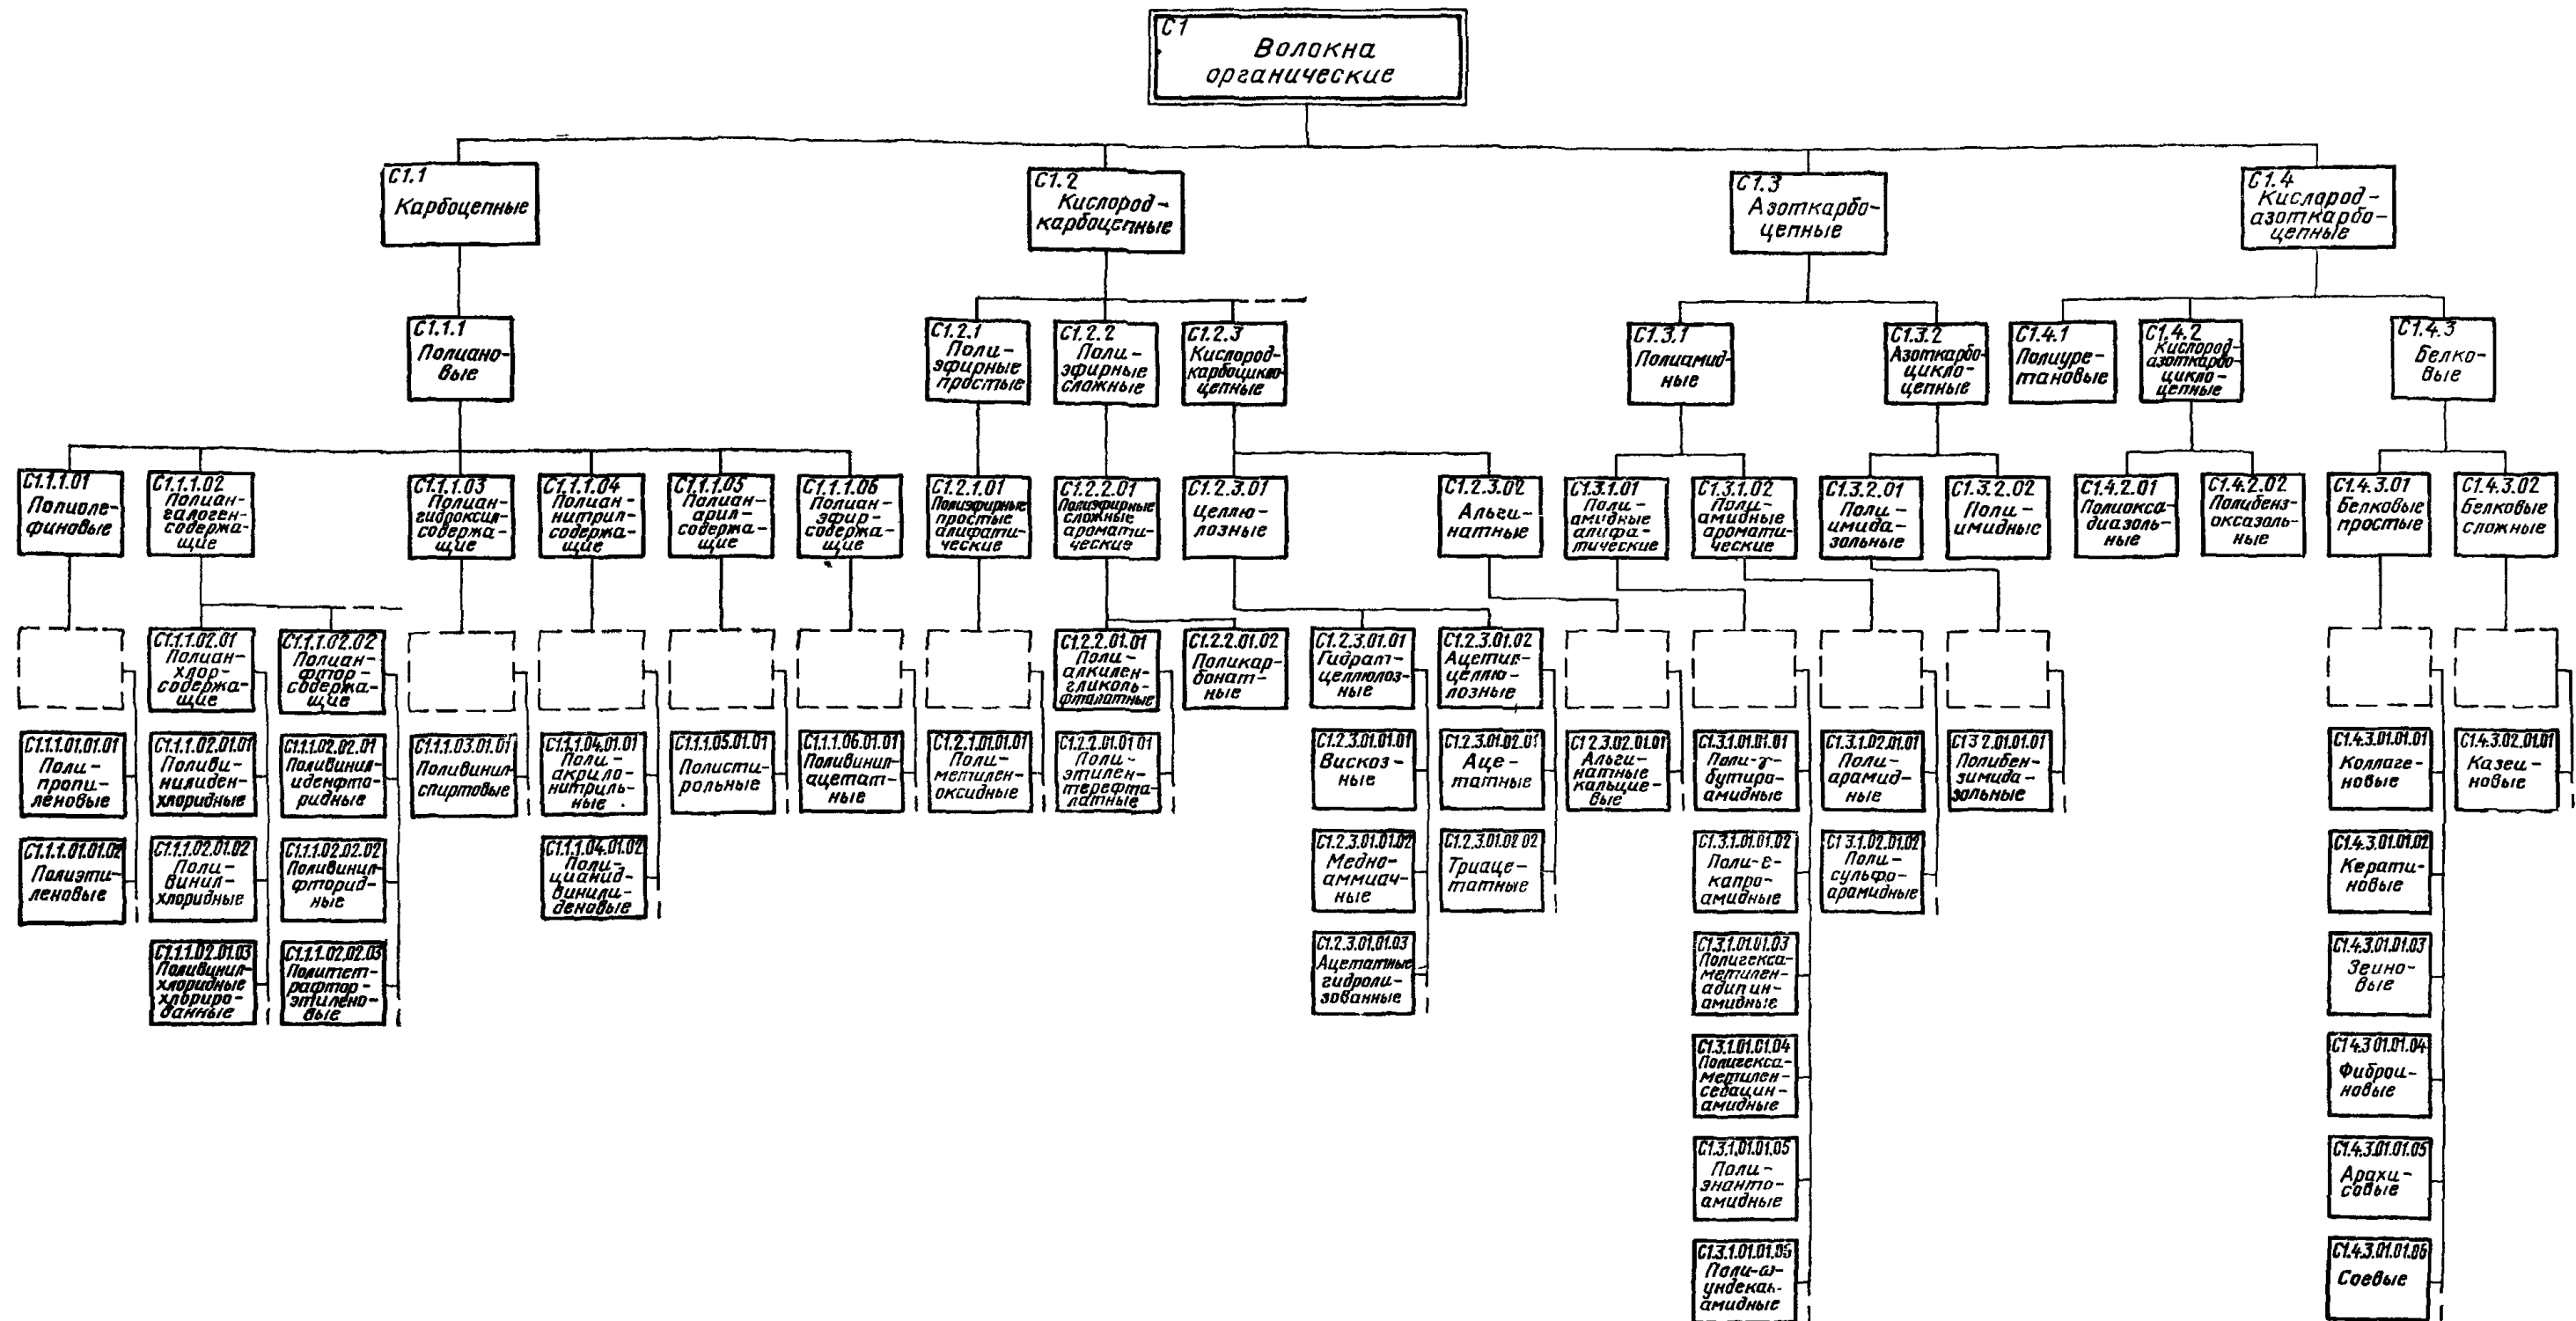 С1
Волокна
органические
С1.1
Карбоцепные
С1.2
Кислород-
карбоцепные
С1.3
Азоткарбо-
цепные
С1.4
Кислород-
азоткарбо-
цепные
С1.1.1
Полиано-
вые
С1.2.1
Поли-
эфирные
простые
С1.2.2
Поли-
эфирные
сложные
С1.2.3
Кислород-
карбоцикло-
цепные
С1.3.1
Полиамид-
ные
С1.3.2
Азоткарбо-
цикло-
цепные
С1.4.1
Полиуре-
тановые
С1.4.2
Кислород-
азоткарбо-
цикло-
цепные
С1.4.3
Белко-
вые
С1.1.1.01
Полиоле-
финовые
С1.1.1.02
Полиан-
галоген-
содержа-
щие
С1.1.1.03
Полиан-
гидроксил-
содержа-
щие
С1.1.1.04
Полиан-
нитрил-
содержа-
щие
С1.1.1.05
Полиан-
арил-
содержа-
щие
С1.1.1.06
Полиан-
эфир-
содержа-
щие
С1.2.1.01
Полиэфирные
простые
алифати-
ческие
С1.2.2.01
Полиэфирные
сложные
аромати-
ческие
С1.2.3.01
Целлю-
лозные
С1.2.3.02
Альги-
натные
С1.3.1.01
Поли-
амидные
алифа-
тические
С1.3.1.02
Поли-
амидные
аромати-
ческие
С1.3.2.01
Поли-
имида-
зольные
С1.3.2.02
Поли-
имидные
С1.4.2.01
Полиокса-
диазоль-
ные
С1.4.2.02
Полибенз-
оксазоль-
ные
С1.4.3.01
Белковые
простые
С1.4.3.02
Белковые
сложные
С1.1.1.02.01
Полиан-
хлор-
содержа-
щие
С1.1.1.02.02
Полиан-
фтор-
содержа-
щие
С1.2.2.01.01
Поли-
алкилен-
гликоль-
фталатные
С1.2.2.01.02
Поликар-
бонат-
ные
С1.2.3.01.01
Гидрат-
целлюлоз-
ные
С1.2.3.01.02
Ацетил-
целлю-
лозные
С1.1.1.01.01.01
Поли-
пропи-
леновые
С1.1.1.02.01.01
Поливи-
нилиден-
хлоридные
С1.1.1.02.02.01
Поливинил-
иденфто-
ридные
С1.1.1.03.01.01
Поливинил-
спиртовые
С1.1.1.04.01.01
Поли-
акрило-
нитриль-
ные
С1.1.1.05.01.01
Полисти-
рольные
С1.1.1.06.01.01
Поливинил-
ацетат-
ные
С1.2.1.01.01.01
Поли-
метилен-
оксидные
С1.2.2.01.01 01
Поли-
этилен-
терефта-
латные
С1.2.3.01.01.01
Вискоз-
ные
С1.2.3.01.02.01
Аце-
татные
С1 2.3.02.01.01
Альги-
натные
кальцие-
вые
С1.3.1.01.01.01
Поли-γ-
бутиро-
амидные
С1.3.1.02.01.01
Поли-
арамид-
ные
С1 3 2.01.01.01
Полибен-
зимида-
зольные
С1.4.3.01.01.01
Коллаге-
новые
С1.4.3.02.01.01
Казеи-
новые
С1.1.1.01.01.02
Полиэти-
леновые
С1.1.1.02.01.02
Поли-
винил-
хлоридные
С1.1.1.02.02.02
Поливинил-
фторид-
ные
С1.1.1.04.01.02
Поли-
цианид-
винили-
деновые
С1.2.3.01.01.02
Медно-
аммиач-
ные
С1.2.3.01.02 02
Триаце-
татные
С1.3.1.01.01.02
Поли-ε-
капро-
амидные
С1 3.1.02.01.02
Поли-
сульфо-
арамидные
С1.4.3.01.01.02
Керати-
новые
С1.1.1.02.01.03
Поливинил-
хлоридные
хлориро-
ванные
С1.1.1.02.02.03
Политет-
рафтор-
этилено-
вые
С1.2.3.01.01.03
Ацетатные
гидроли-
зованные
С1.3.1.01.01.03
Полигекса-
метилен-
адипин-
амидные
С1.4.3.01.01.03
Зеино-
вые
С1.3.1.01.01.04
Полигекса-
метилен-
себацин-
амидные
С1 4.3 01.01.04
Фиброи-
новые
С1.3.1.01.01.05
Поли-
энанто-
амидные
С1.4.3.01.01.05
Арахи-
совые
С1.3.1.01.01.06
Поли-ω-
ундекан-
амидные
С1.4.3.01.01.06
Соевые